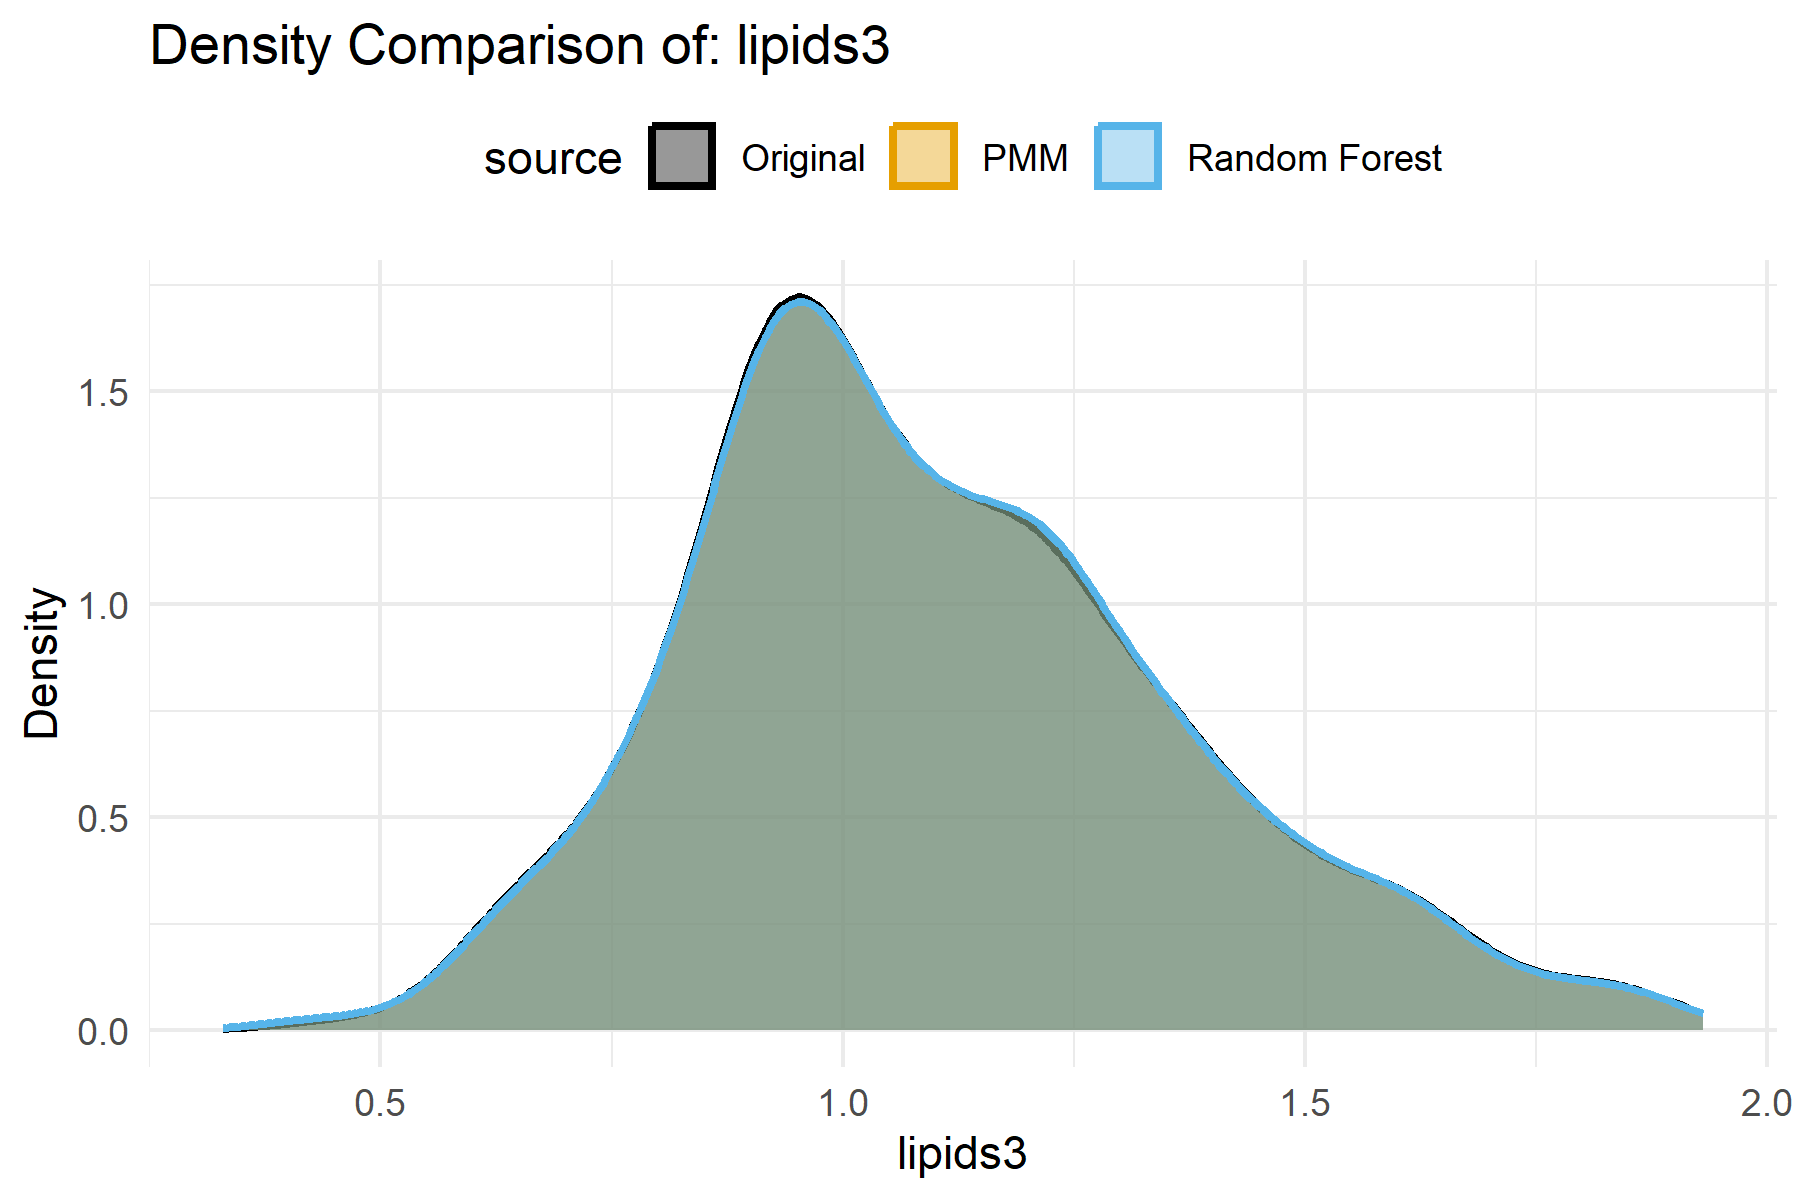 Density Comparison of: lipids3
source Original PMM Random Forest
1.5
1.0
0.5
0.0
Density
0.5 1.0 1.5 2.0
lipids3